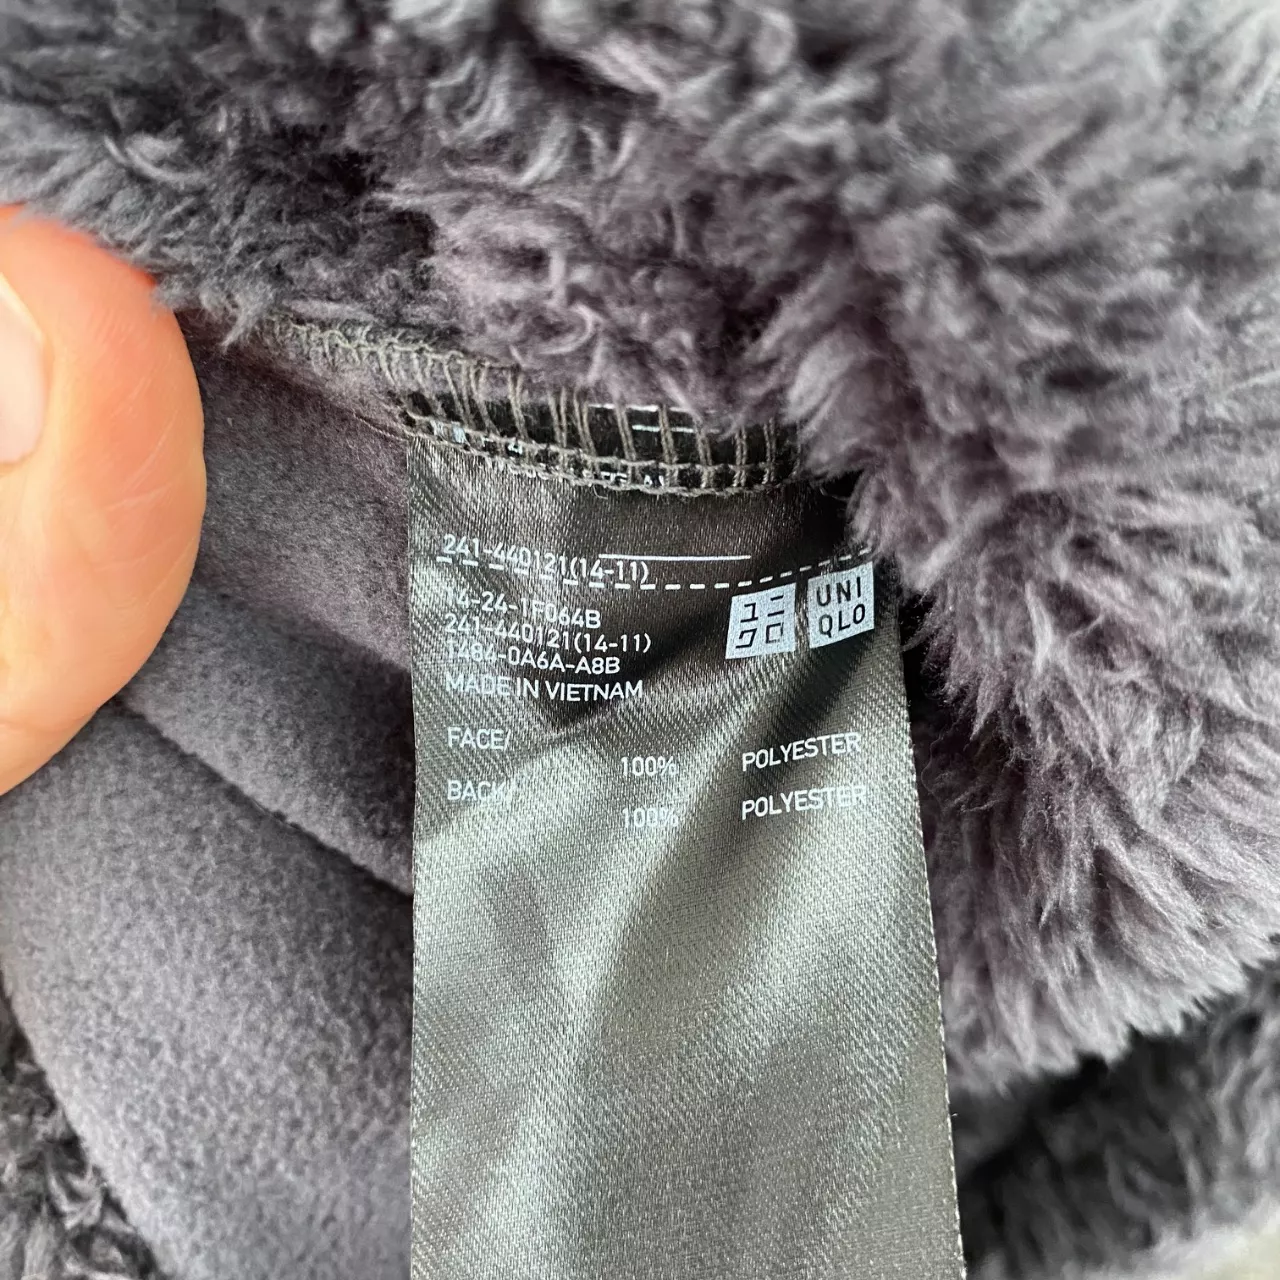 241-440121(14-11)
14-24-1F064B
241-440121(14-11)
1484-0A6A-A8B
MADE IN VIETNAM
ユニ
クロ
UNI
QLO
FACE/
100% POLYESTER
BACK/
100% POLYESTER